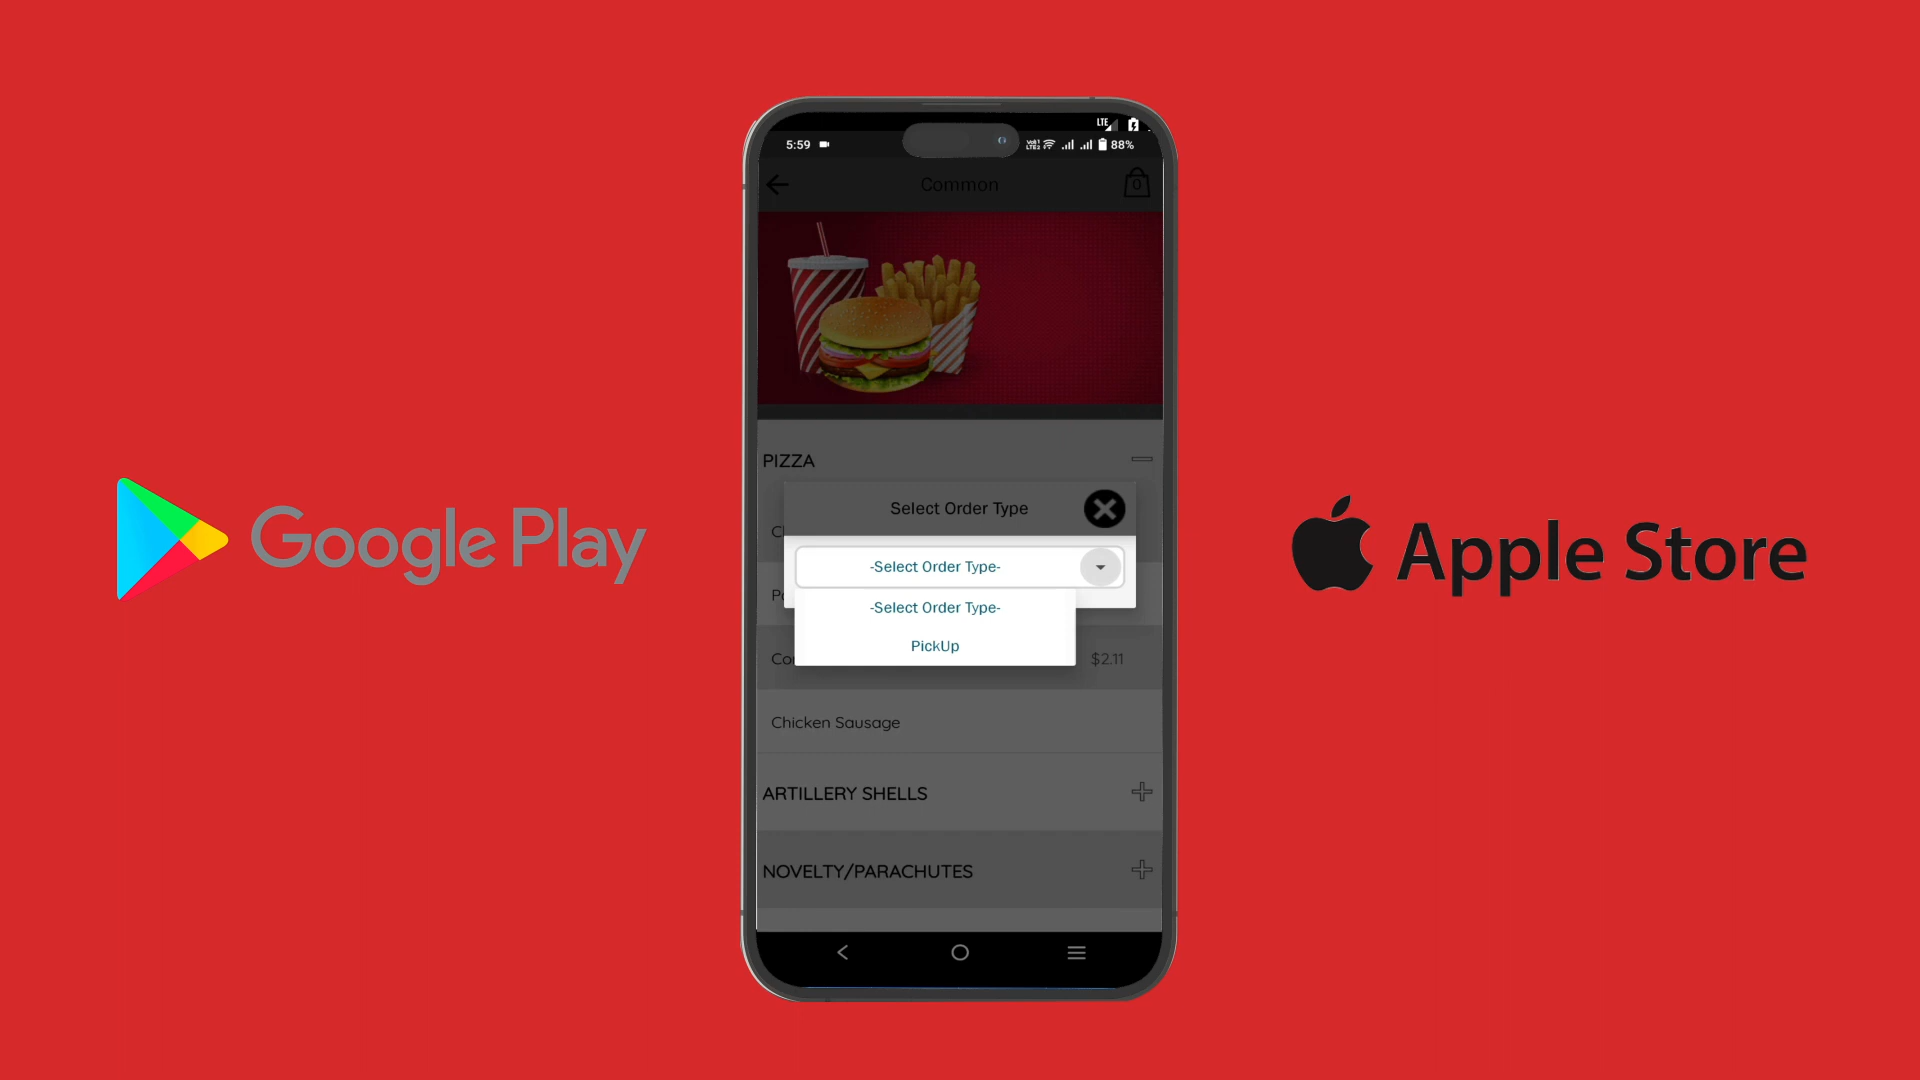 LTE
5:59
88%
Common
0
PIZZA
Select Order Type
-Select Order Type-
-Select Order Type-
PickUp
$2.11
Chicken Sausage
ARTILLERY SHELLS
NOVELTY/PARACHUTES
Google Play
Apple Store